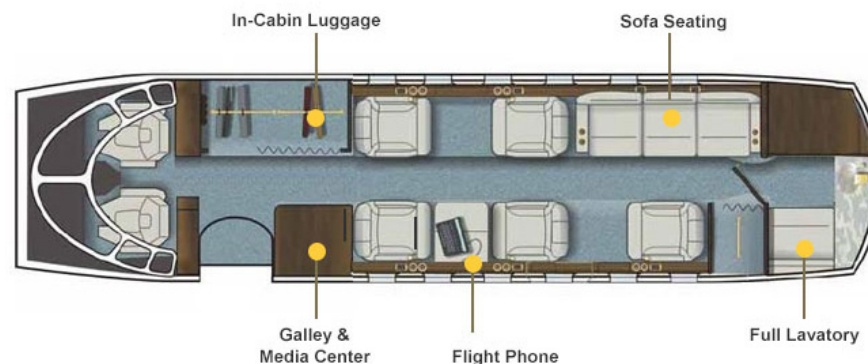 In-Cabin Luggage
Sofa Seating
Galley &
Media Center
Flight Phone
Full Lavatory